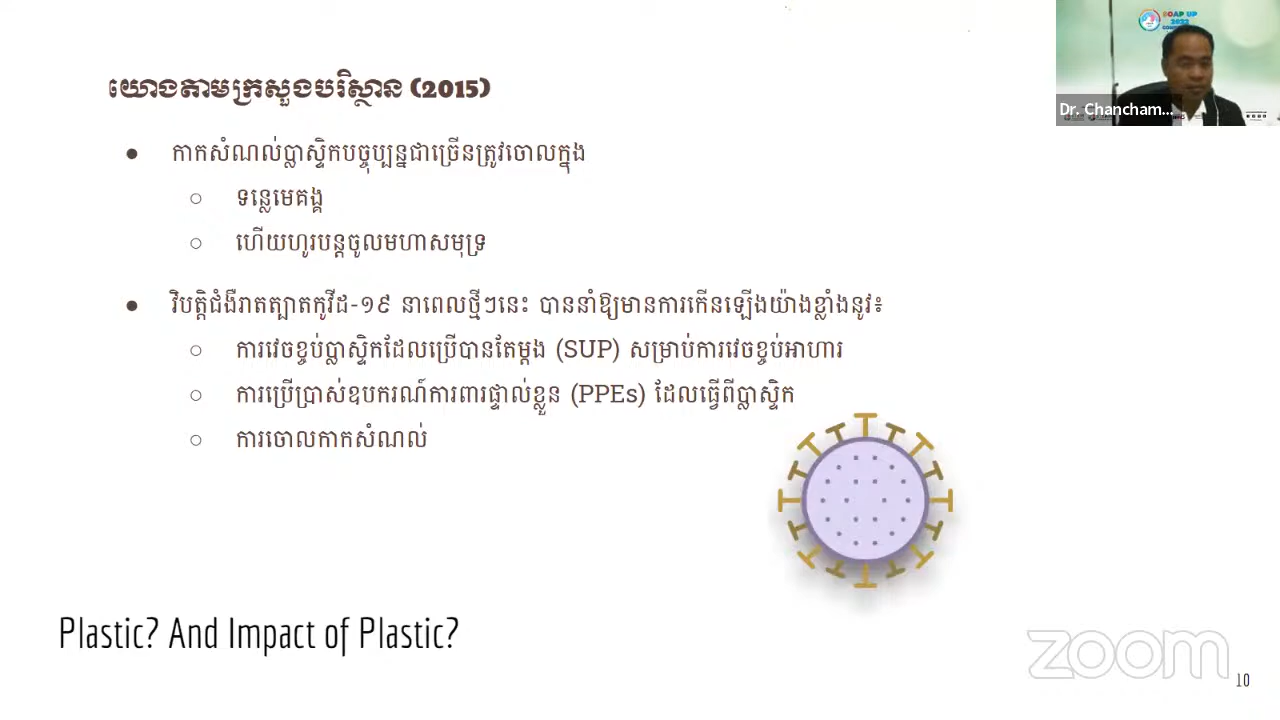 យោងតាមក្រសួងបរិស្ថាន (2015)
SOAP UP
2022
Dr. Chancham...
● កាកសំណល់ប្លាស្ទិកបច្ចុប្បន្នជាច្រើនត្រូវចោលក្នុង
○ ទន្លេមេគង្គ
○ ហើយហូរបន្តចូលមហាសមុទ្រ
● វិបត្តិជំងឺរាតត្បាតកូវីដ-១៩ នាពេលថ្មីៗនេះ បាននាំឱ្យមានការកើនឡើងយ៉ាងខ្លាំងនូវ៖
○ ការវេចខ្ចប់ប្លាស្ទិកដែលប្រើបានតែម្តង (SUP) សម្រាប់ការវេចខ្ចប់អាហារ
○ ការប្រើប្រាស់ឧបករណ៍ការពារផ្ទាល់ខ្លួន (PPEs) ដែលធ្វើពីប្លាស្ទិក
○ ការចោលកាកសំណល់
Plastic? And Impact of Plastic?
zoom
10